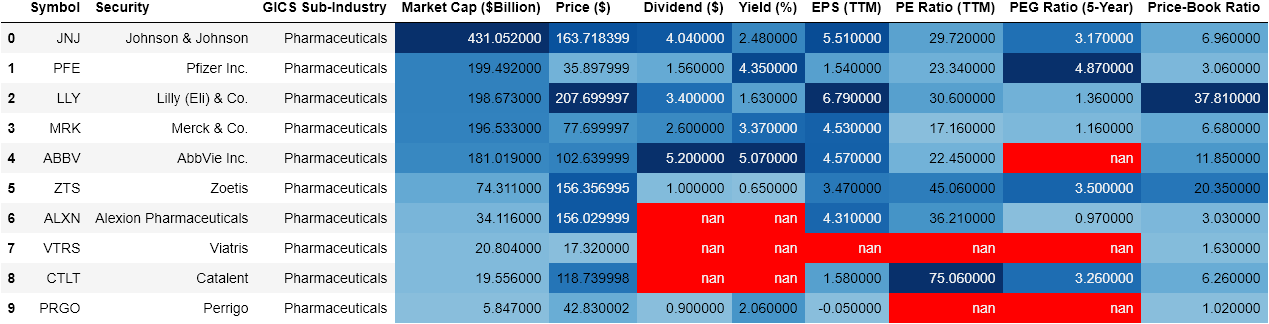 Symbol Security GICS Sub-Industry Market Cap ($Billion) Price ($) Dividend ($) Yield (%) EPS (TTM) PE Ratio (TTM) PEG Ratio (5-Year) Price-Book Ratio
0 JNJ Johnson & Johnson Pharmaceuticals 431.052000 163.718399 4.040000 2.480000 5.510000 29.720000 3.170000 6.960000
1 PFE Pfizer Inc. Pharmaceuticals 199.492000 35.897999 1.560000 4.350000 1.540000 23.340000 4.870000 3.060000
2 LLY Lilly (Eli) & Co. Pharmaceuticals 198.673000 207.699997 3.400000 1.630000 6.790000 30.600000 1.360000 37.810000
3 MRK Merck & Co. Pharmaceuticals 196.533000 77.699997 2.600000 3.370000 4.530000 17.160000 1.160000 6.680000
4 ABBV AbbVie Inc. Pharmaceuticals 181.019000 102.639999 5.200000 5.070000 4.570000 22.450000 nan 11.850000
5 ZTS Zoetis Pharmaceuticals 74.311000 156.356995 1.000000 0.650000 3.470000 45.060000 3.500000 20.350000
6 ALXN Alexion Pharmaceuticals Pharmaceuticals 34.116000 156.029999 nan nan 4.310000 36.210000 0.970000 3.030000
7 VTRS Viatris Pharmaceuticals 20.804000 17.320000 nan nan nan nan nan 1.630000
8 CTLT Catalent Pharmaceuticals 19.556000 118.739998 nan nan 1.580000 75.060000 3.260000 6.260000
9 PRGO Perrigo Pharmaceuticals 5.847000 42.830002 0.900000 2.060000 -0.050000 nan nan 1.020000